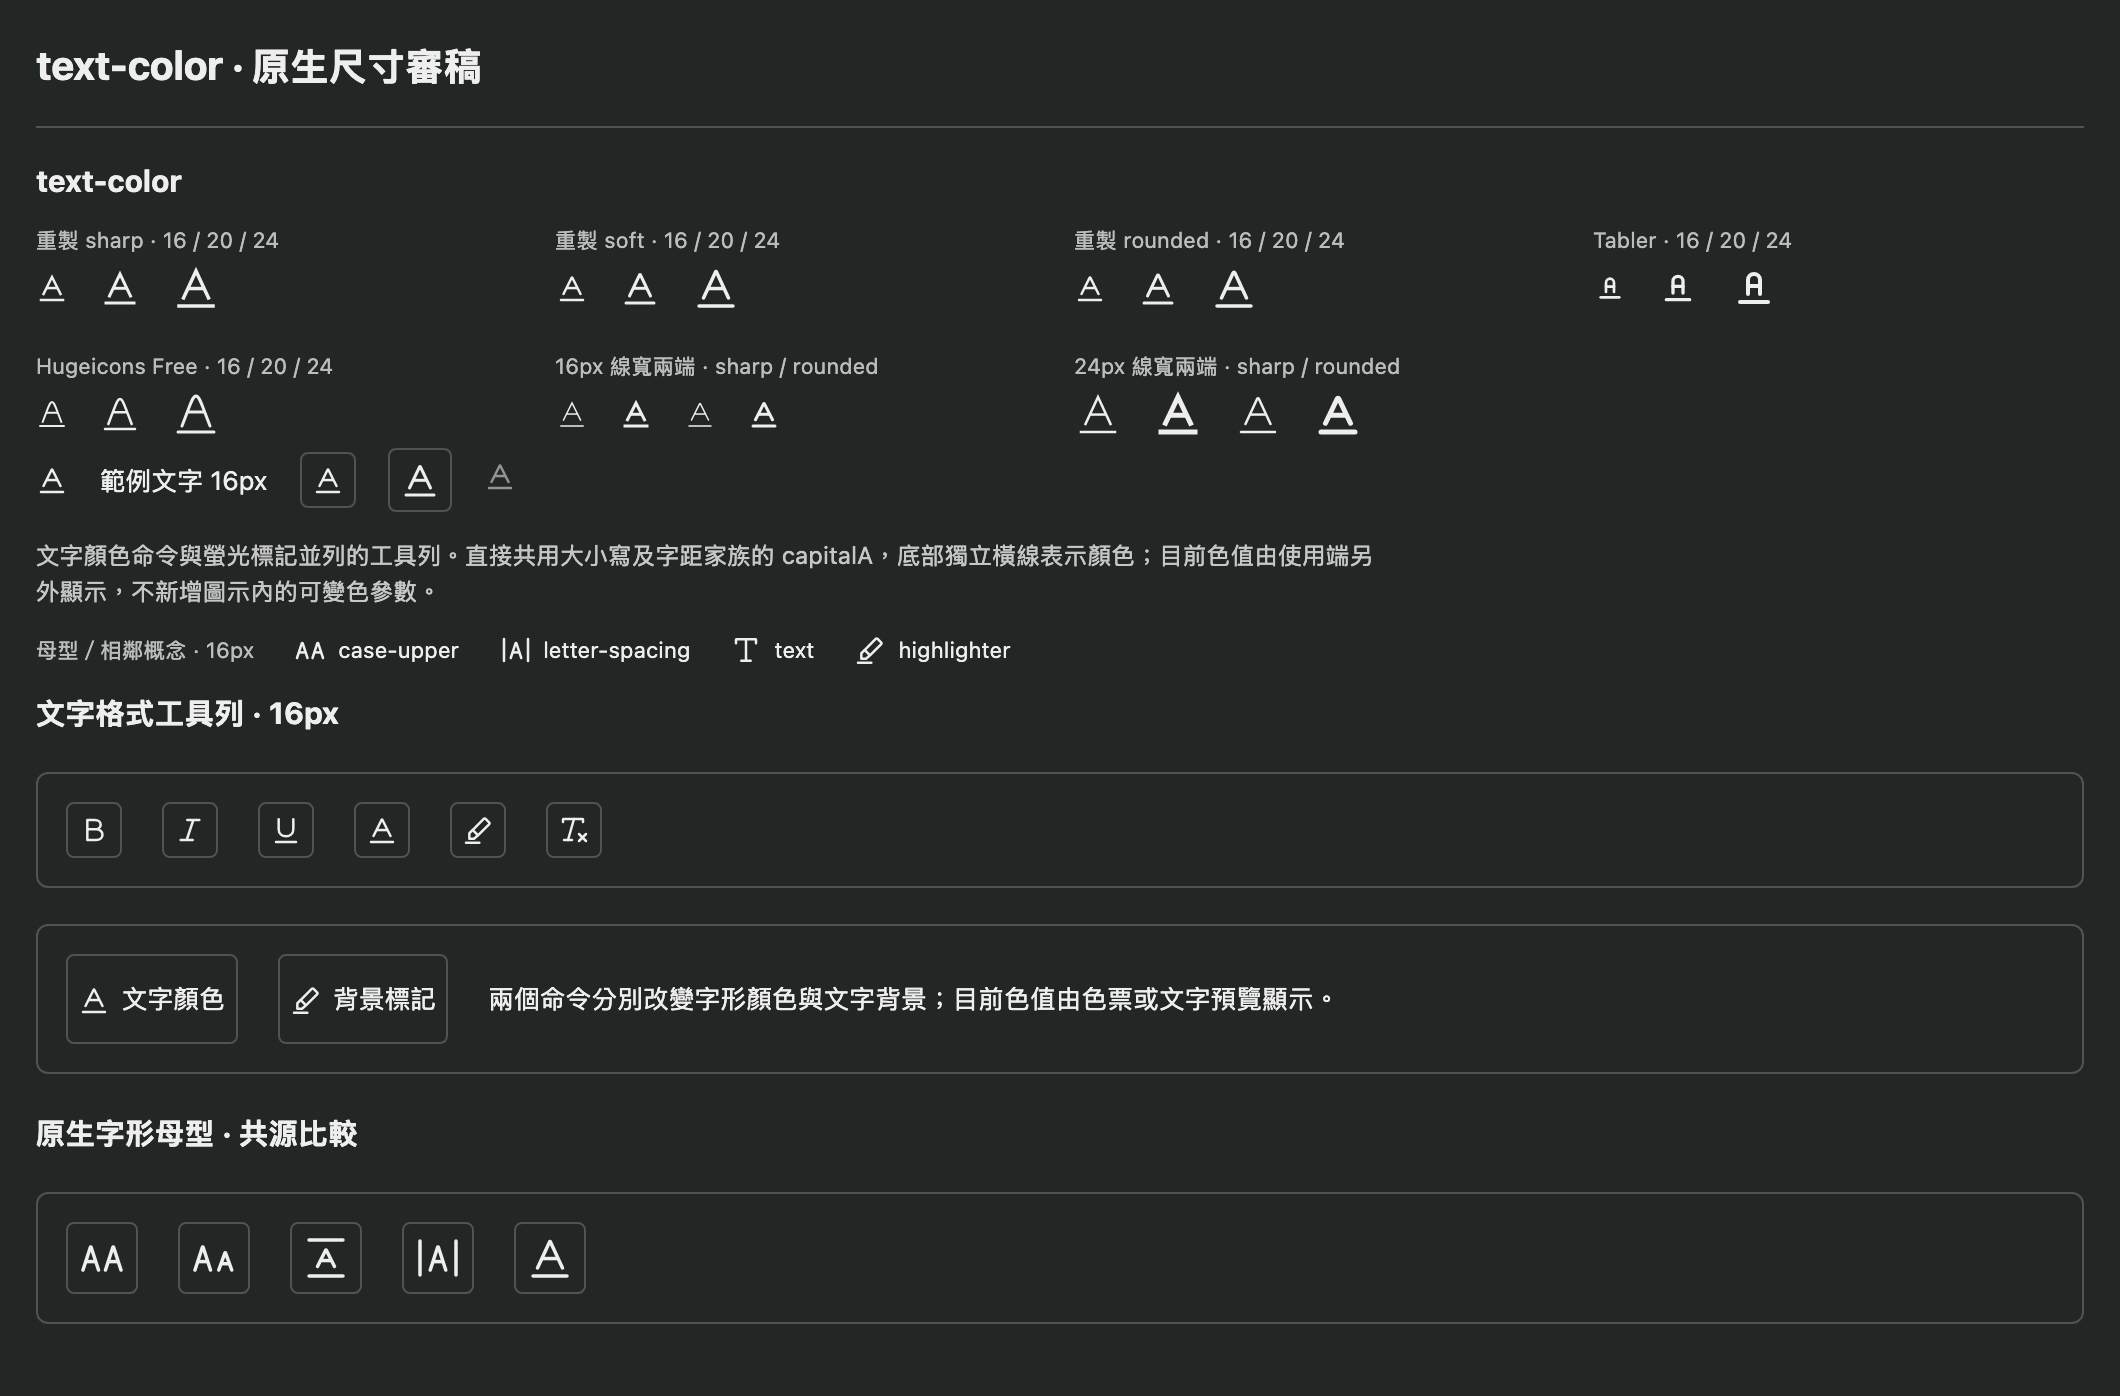 text-color · 原生尺寸審稿
text-color
重製 sharp · 16 / 20 / 24
重製 soft · 16 / 20 / 24
重製 rounded · 16 / 20 / 24
Tabler · 16 / 20 / 24
Hugeicons Free · 16 / 20 / 24
16px 線寬兩端 · sharp / rounded
24px 線寬兩端 · sharp / rounded
範例文字 16px
文字顏色命令與螢光標記並列的工具列。直接共用大小寫及字距家族的 capitalA，底部獨立橫線表示顏色；目前色值由使用端另
外顯示，不新增圖示內的可變色參數。
母型 / 相鄰概念 · 16px AA case-upper |A| letter-spacing T text highlighter
文字格式工具列 · 16px
B I U A Tx
A 文字顏色 背景標記 兩個命令分別改變字形顏色與文字背景；目前色值由色票或文字預覽顯示。
原生字形母型 · 共源比較
AA AA A |A| A